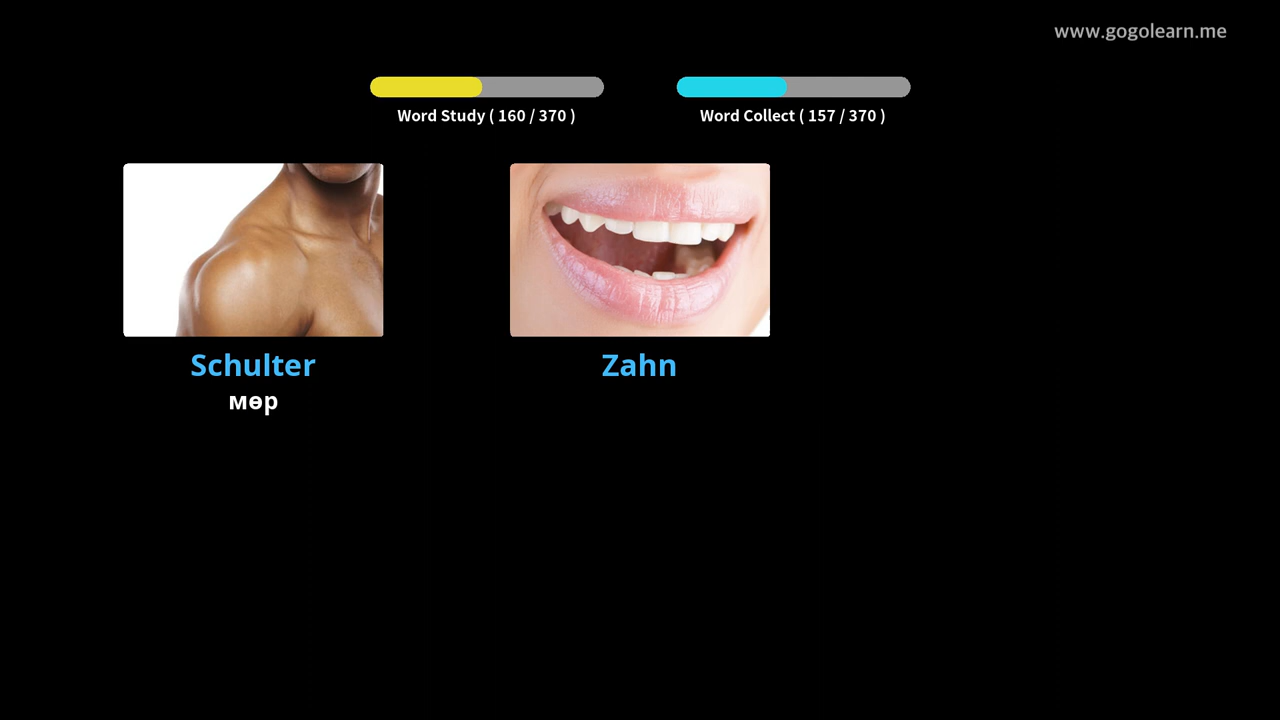 www.gogolearn.me
Word Study ( 160 / 370 )
Word Collect ( 157 / 370 )
Schulter
мөр
Zahn